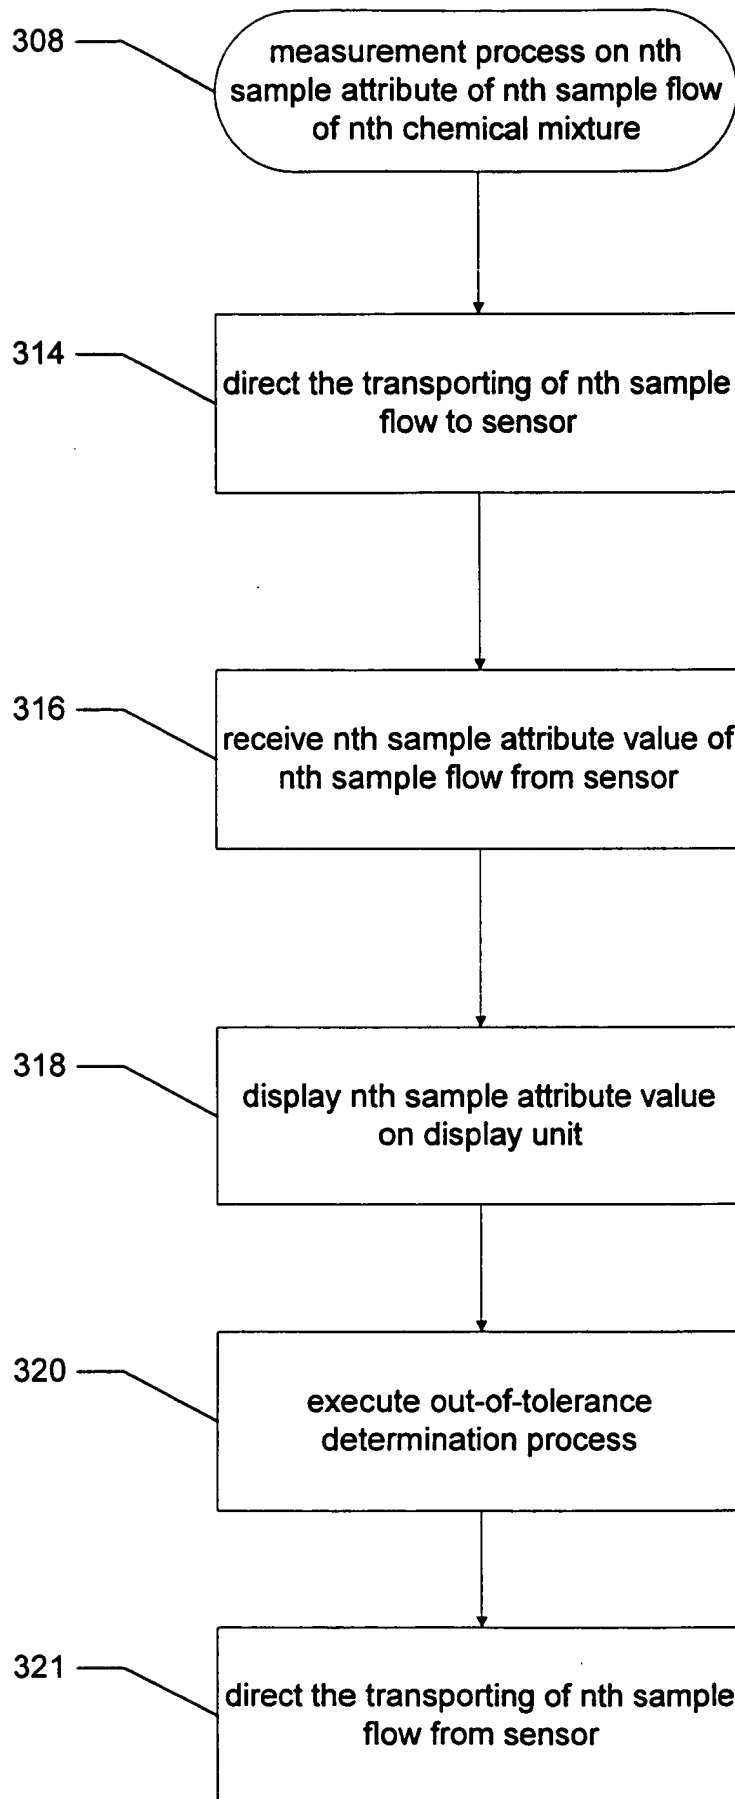 308
measurement process on nth
sample attribute of nth sample flow
of nth chemical mixture
314
direct the transporting of nth sample
flow to sensor
316
receive nth sample attribute value of
nth sample flow from sensor
318
display nth sample attribute value
on display unit
320
execute out-of-tolerance
determination process
321
direct the transporting of nth sample
flow from sensor